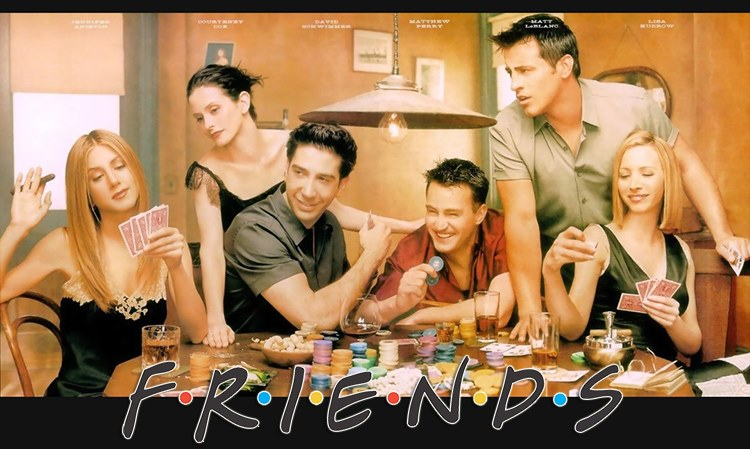 JENNIFER
ANISTON
COURTENEY
COX
DAVID
SCHWIMMER
MATTHEW
PERRY
MATT
LeBLANC
LISA
KUDROW
F·R·I·E·N·D·S